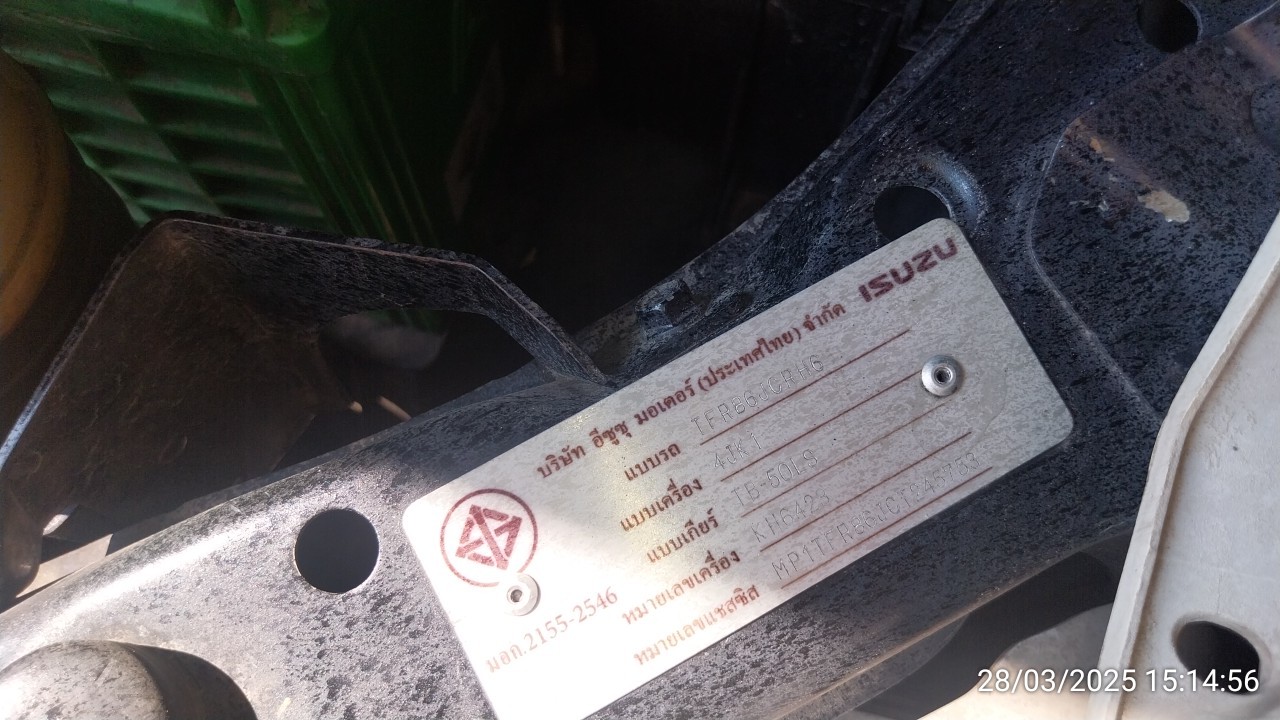 บริษัท อีซูซุ มอเตอร์ (ประเทศไทย) จำกัด ISUZU
แบบรถ TFR66JCRH6
แบบเครื่อง 4JK1
แบบเกียร์
หมายเลขเครื่อง
หมายเลขแชสซิส
มอก.2155-2546
28/03/2025 15:14:56